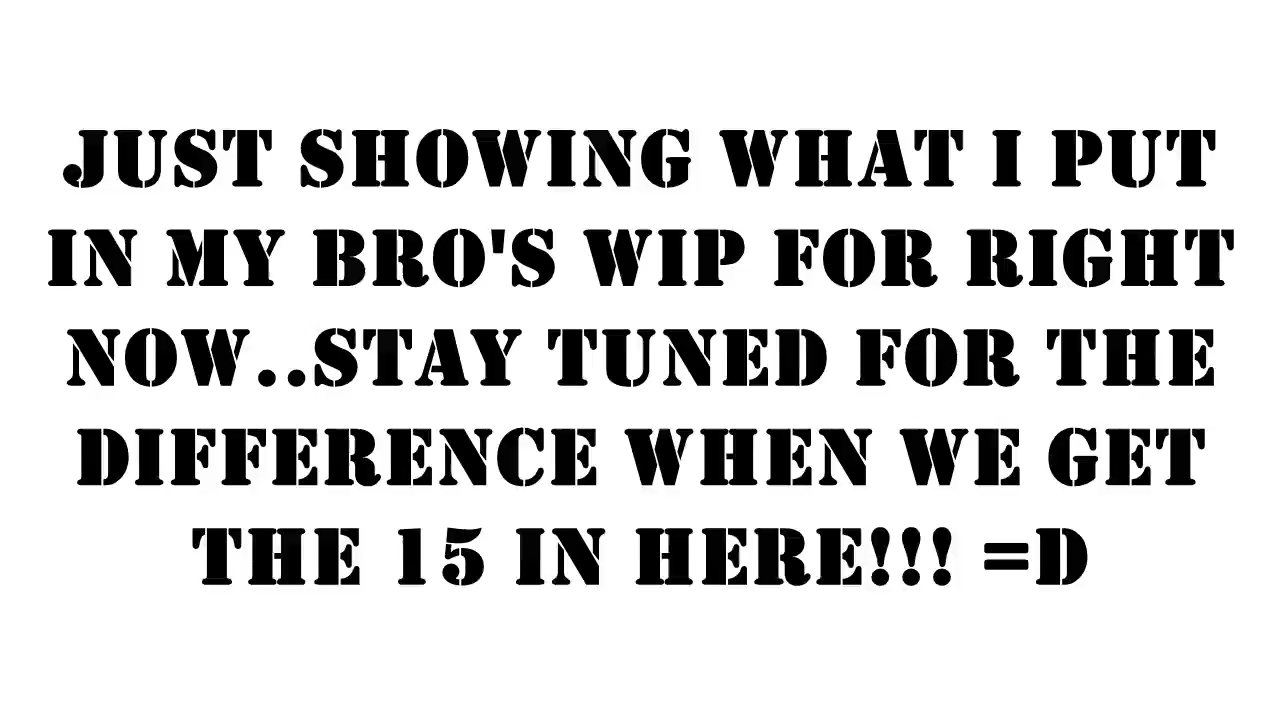 JUST SHOWING WHAT I PUT
IN MY BRO'S WIP FOR RIGHT
NOW..STAY TUNED FOR THE
DIFFERENCE WHEN WE GET
THE 15 IN HERE!!! =D